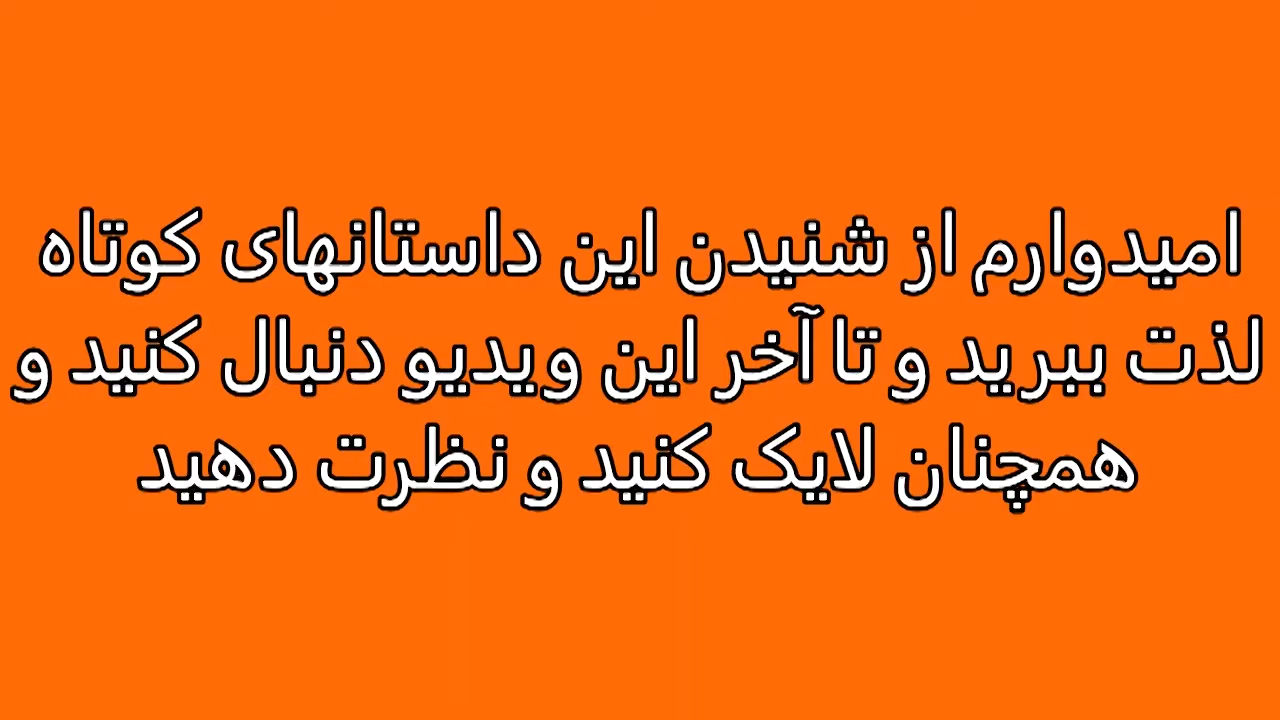 امیدوارم از شنیدن این داستانهای کوتاه
لذت ببرید و تا آخر این ویدیو دنبال کنید و
همچنان لایک کنید و نظرت دهید